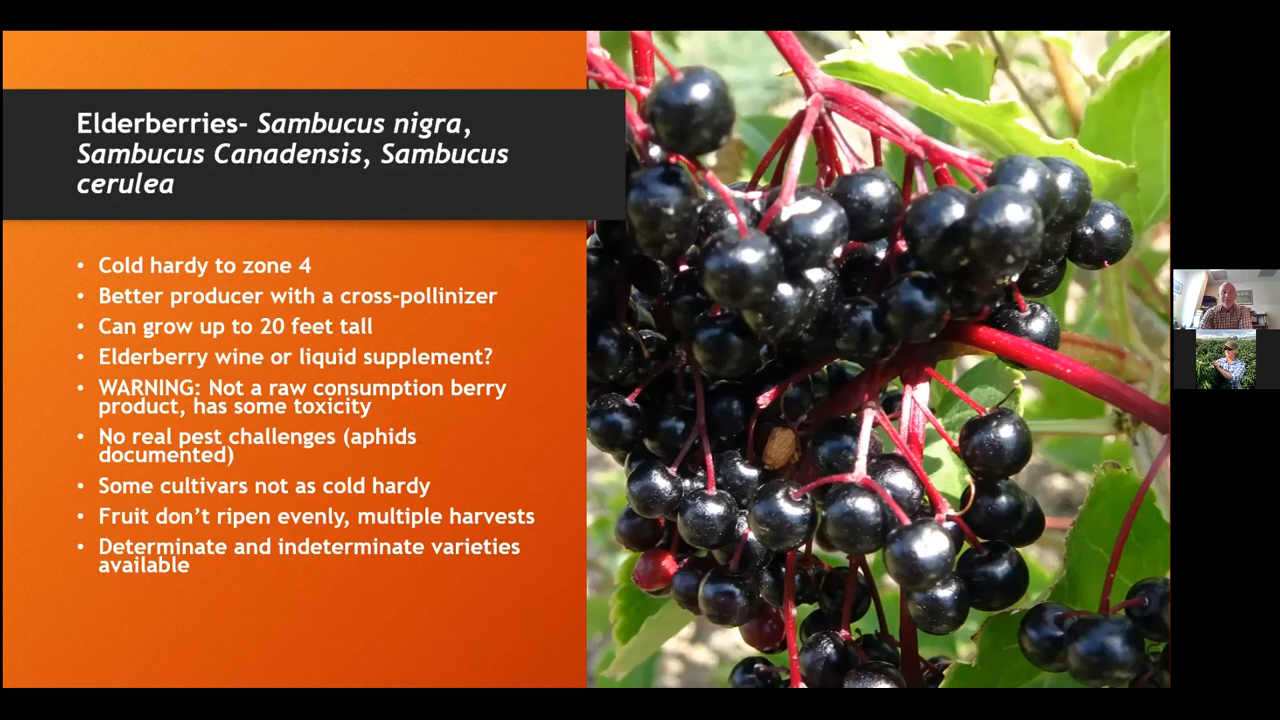 Elderberries- Sambucus nigra,
Sambucus Canadensis, Sambucus
cerulea
• Cold hardy to zone 4
• Better producer with a cross-pollinizer
• Can grow up to 20 feet tall
• Elderberry wine or liquid supplement?
• WARNING: Not a raw consumption berry
product, has some toxicity
• No real pest challenges (aphids
documented)
• Some cultivars not as cold hardy
• Fruit don’t ripen evenly, multiple harvests
• Determinate and indeterminate varieties
available